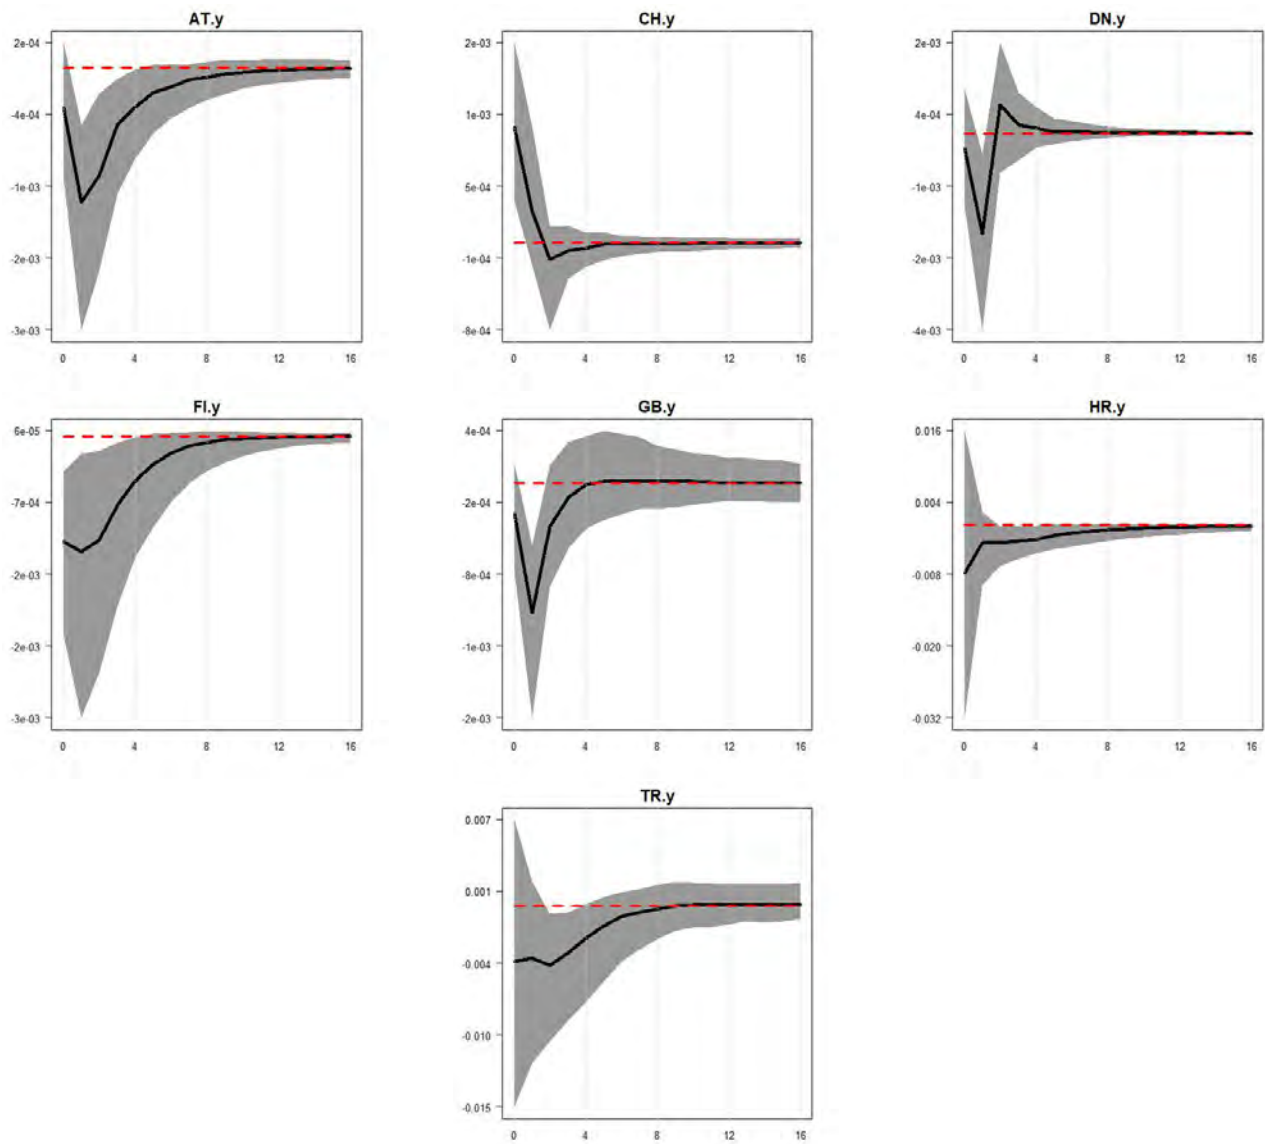 AT.y
2e-04
-4e-04
-1e-03
-2e-03
-3e-03
0 4 8 12 16
CH.y
2e-03
1e-03
5e-04
-1e-04
-8e-04
0 4 8 12 16
DN.y
2e-03
4e-04
-1e-03
-2e-03
-4e-03
0 4 8 12 16
FI.y
6e-05
-7e-04
-2e-03
-2e-03
-3e-03
0 4 8 12 16
GB.y
4e-04
-2e-04
-8e-04
-1e-03
-2e-03
0 4 8 12 16
HR.y
0.016
0.004
-0.008
-0.020
-0.032
0 4 8 12 16
TR.y
0.007
0.001
-0.004
-0.010
-0.015
0 4 8 12 16